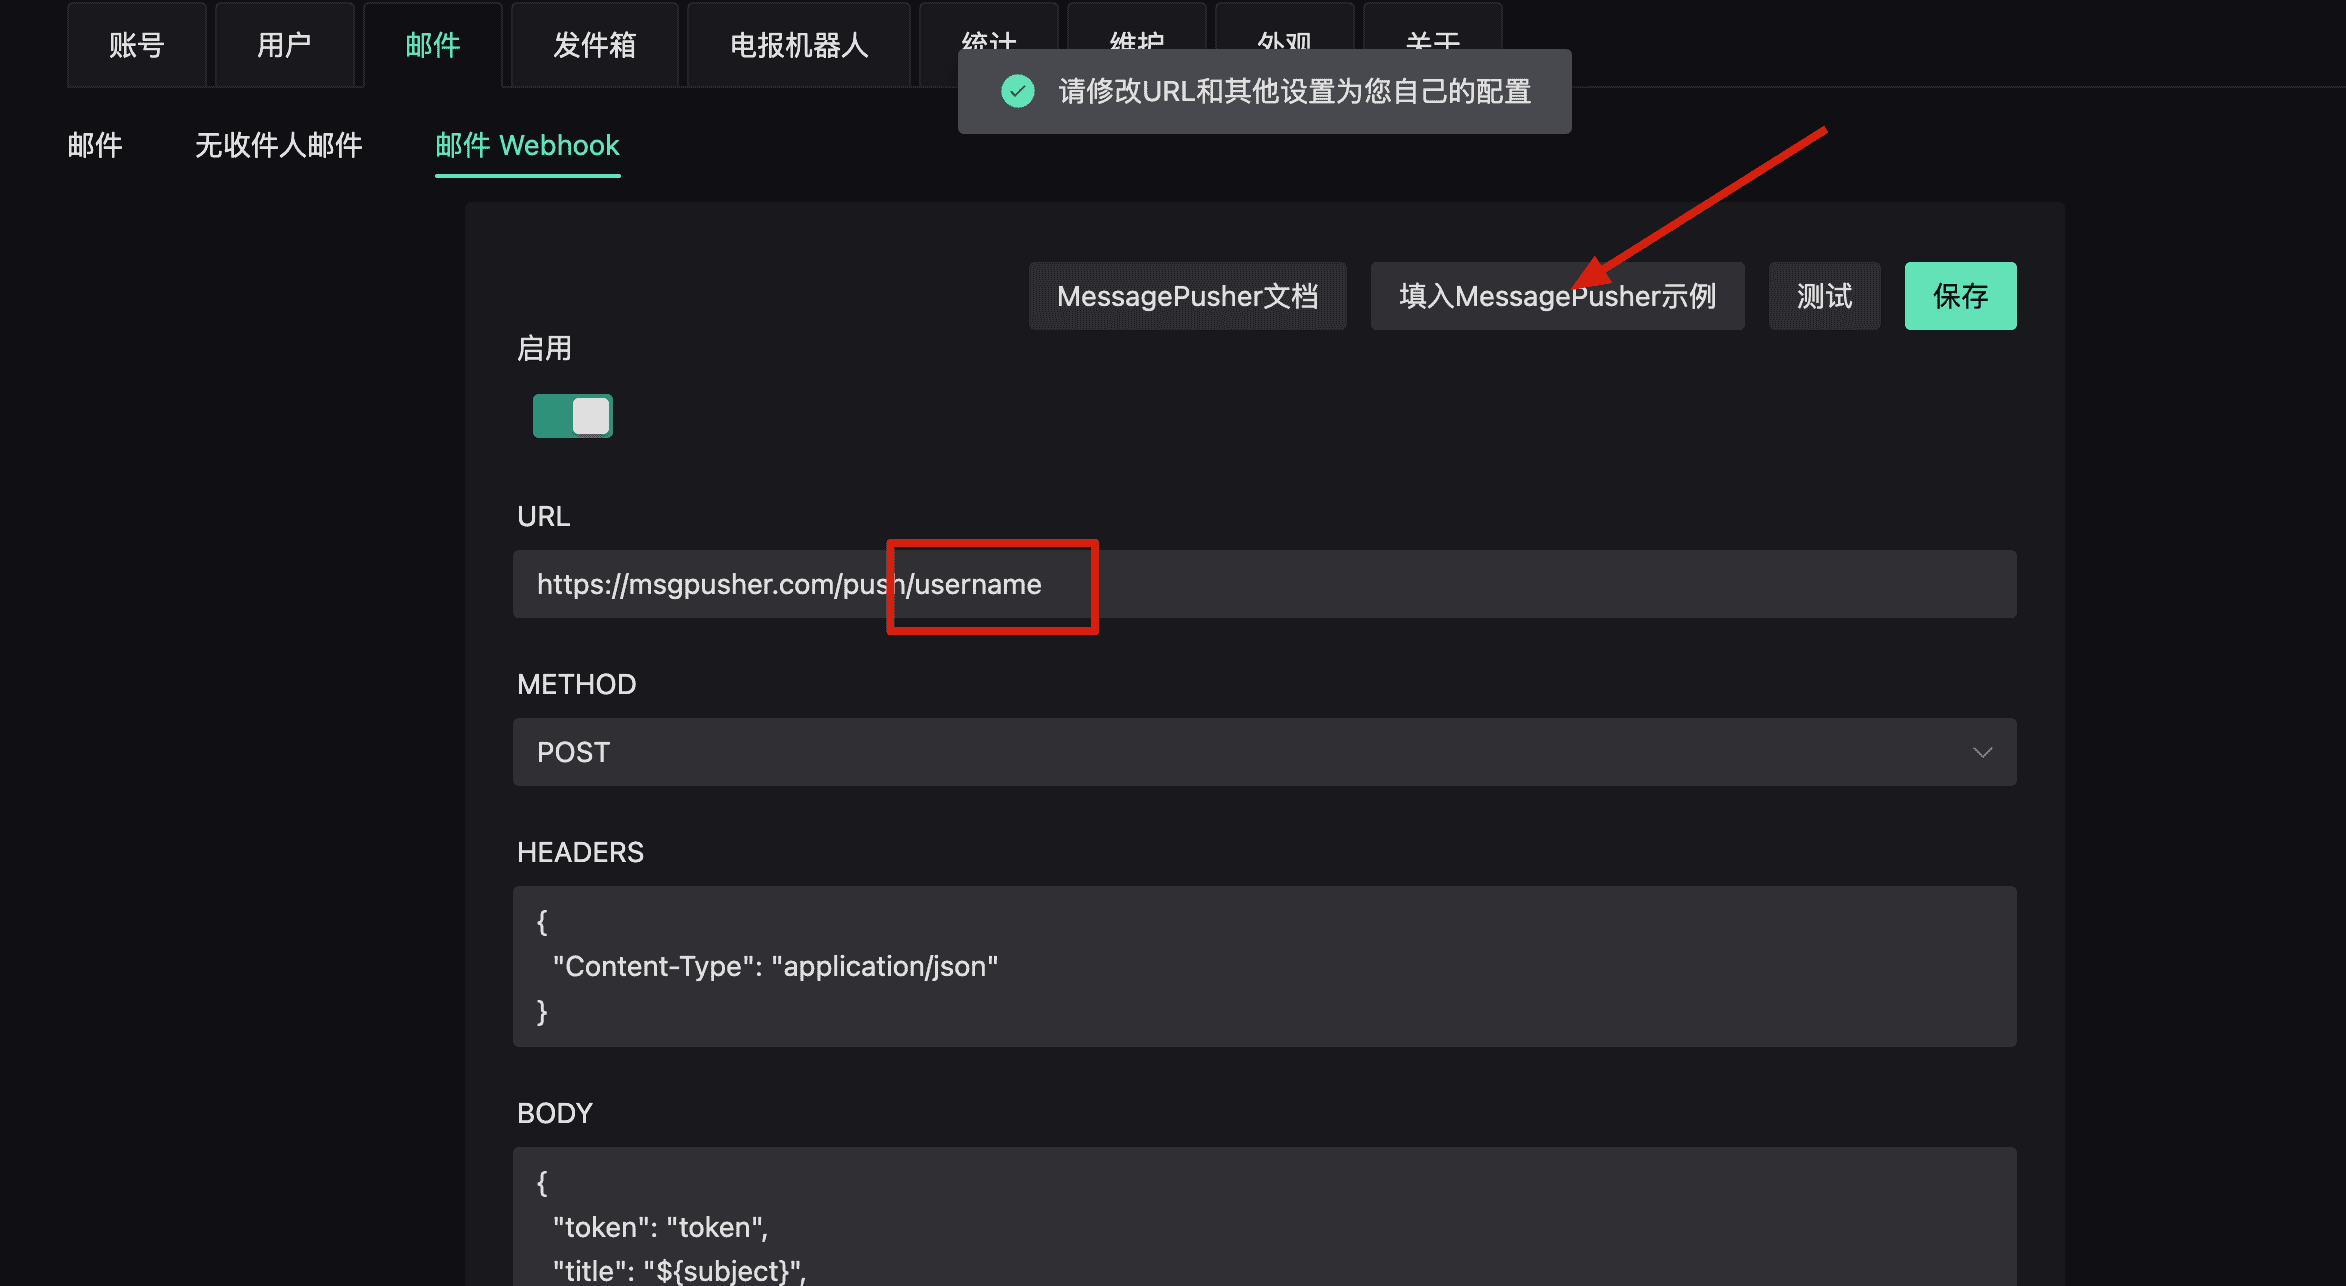 账号 用户 邮件 发件箱 电报机器人 统计 维护 外观 关于
请修改URL和其他设置为您自己的配置
邮件 无收件人邮件 邮件 Webhook
MessagePusher文档 填入MessagePusher示例 测试 保存
启用
URL
https://msgpusher.com/push/username
METHOD
POST
HEADERS
{
"Content-Type": "application/json"
}
BODY
{
"token": "token",
"title": "${subject}",